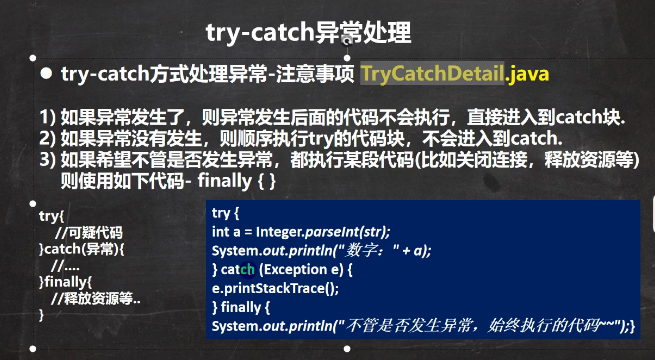 try-catch异常处理
● try-catch方式处理异常-注意事项 TryCatchDetail.java
1) 如果异常发生了，则异常发生后面的代码不会执行，直接进入到catch块.
2) 如果异常没有发生，则顺序执行try的代码块，不会进入到catch.
3) 如果希望不管是否发生异常，都执行某段代码(比如关闭连接，释放资源等)
则使用如下代码- finally { }
try{
//可疑代码
}catch(异常){
//....
}finally{
//释放资源等..
}
try {
int a = Integer.parseInt(str);
System.out.println("数字：" + a);
} catch (Exception e) {
e.printStackTrace();
} finally {
System.out.println("不管是否发生异常，始终执行的代码~~");}